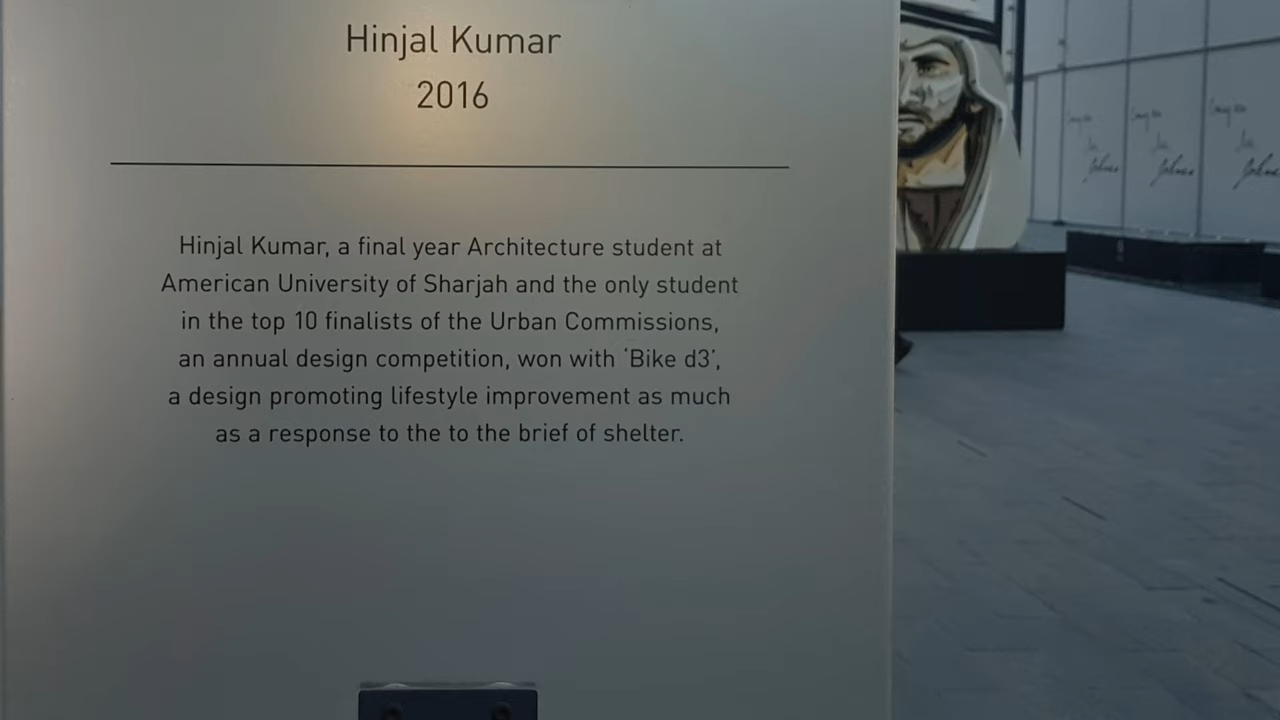 Hinjal Kumar
2016
Hinjal Kumar, a final year Architecture student at
American University of Sharjah and the only student
in the top 10 finalists of the Urban Commissions,
an annual design competition, won with ‘Bike d3’,
a design promoting lifestyle improvement as much
as a response to the to the brief of shelter.